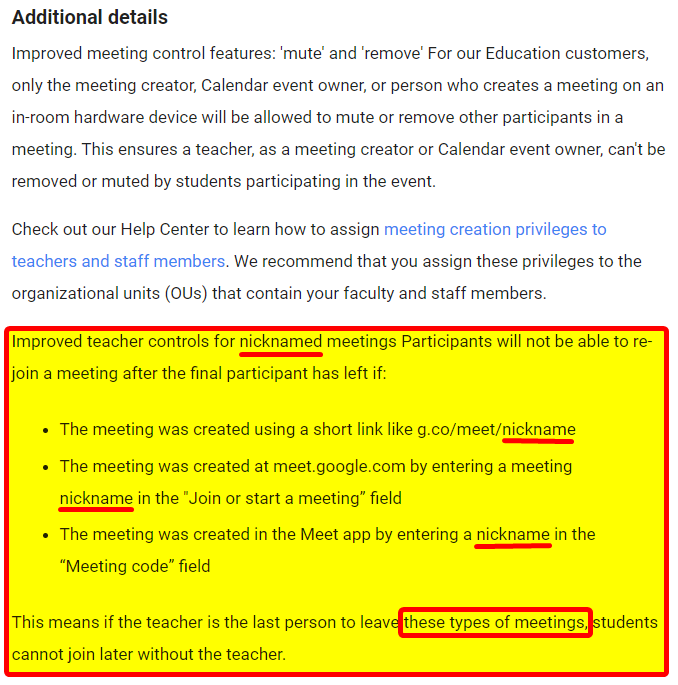 Additional details
Improved meeting control features: 'mute' and 'remove' For our Education customers,
only the meeting creator, Calendar event owner, or person who creates a meeting on an
in-room hardware device will be allowed to mute or remove other participants in a
meeting. This ensures a teacher, as a meeting creator or Calendar event owner, can't be
removed or muted by students participating in the event.
Check out our Help Center to learn how to assign meeting creation privileges to
teachers and staff members. We recommend that you assign these privileges to the
organizational units (OUs) that contain your faculty and staff members.
Improved teacher controls for nicknamed meetings Participants will not be able to re-
join a meeting after the final participant has left if:
• The meeting was created using a short link like g.co/meet/nickname
• The meeting was created at meet.google.com by entering a meeting
nickname in the "Join or start a meeting” field
• The meeting was created in the Meet app by entering a nickname in the
“Meeting code” field
This means if the teacher is the last person to leave these types of meetings, students
cannot join later without the teacher.